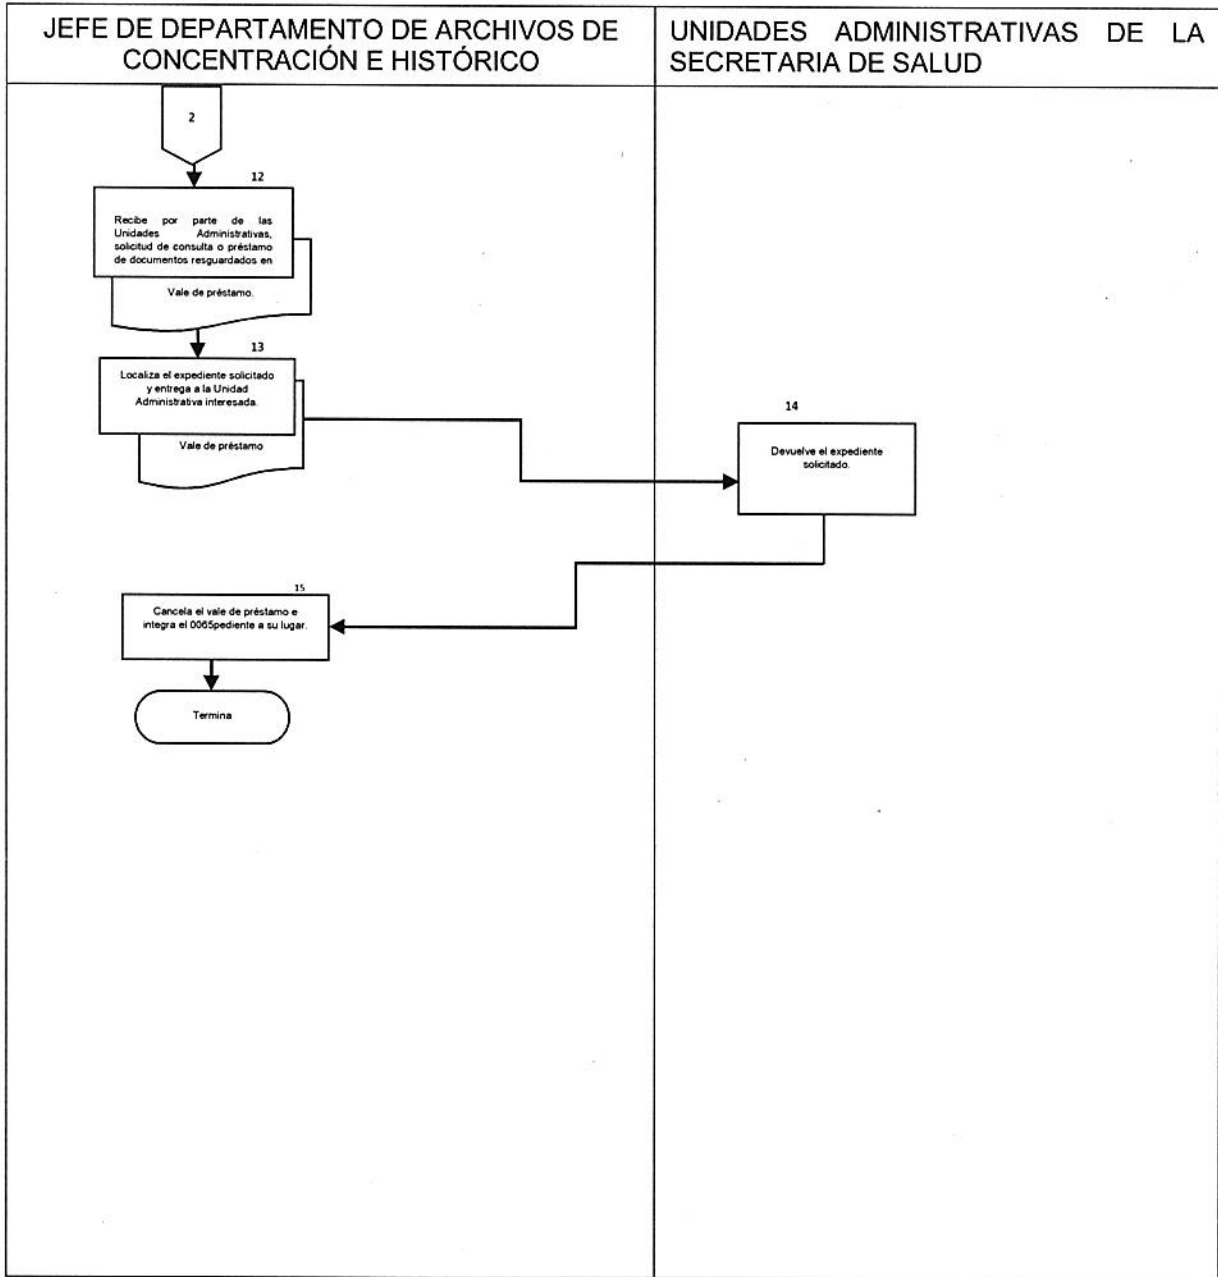 JEFE DE DEPARTAMENTO DE ARCHIVOS DE
CONCENTRACIÓN E HISTÓRICO
UNIDADES ADMINISTRATIVAS DE LA
SECRETARIA DE SALUD
2
12
Recibe por parte de las
Unidades Administrativas,
solicitud de consulta o préstamo
de documentos resguardados en
Vale de préstamo.
13
Localiza el expediente solicitado
y entrega a la Unidad
Administrativa interesada.
Vale de préstamo
14
Devuelve el expediente
solicitado.
15
Cancela el vale de préstamo e
integra el 0065pediente a su lugar.
Termina